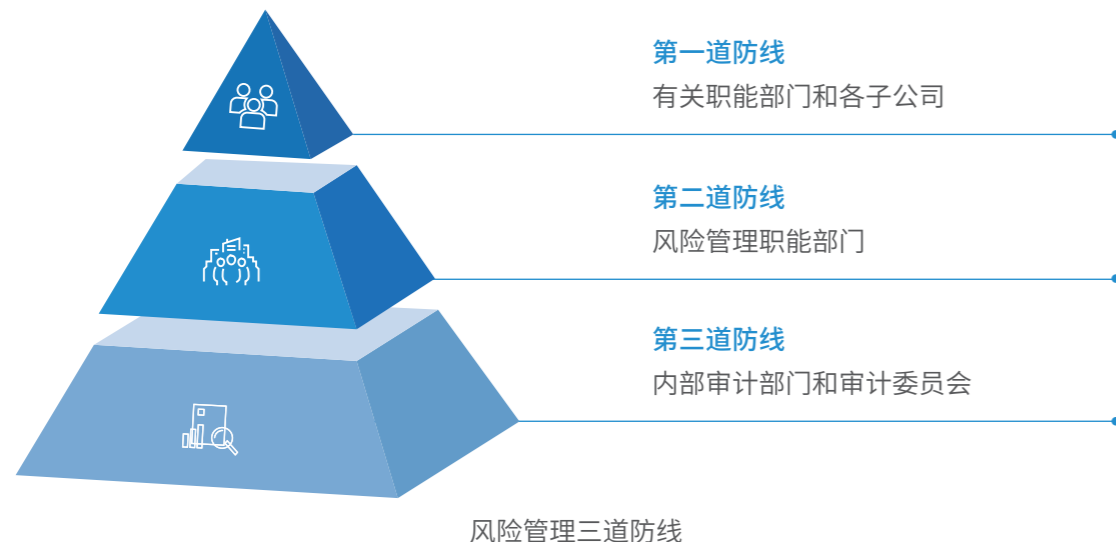 第一道防线
有关职能部门和各子公司
第二道防线
风险管理职能部门
第三道防线
内部审计部门和审计委员会
风险管理三道防线